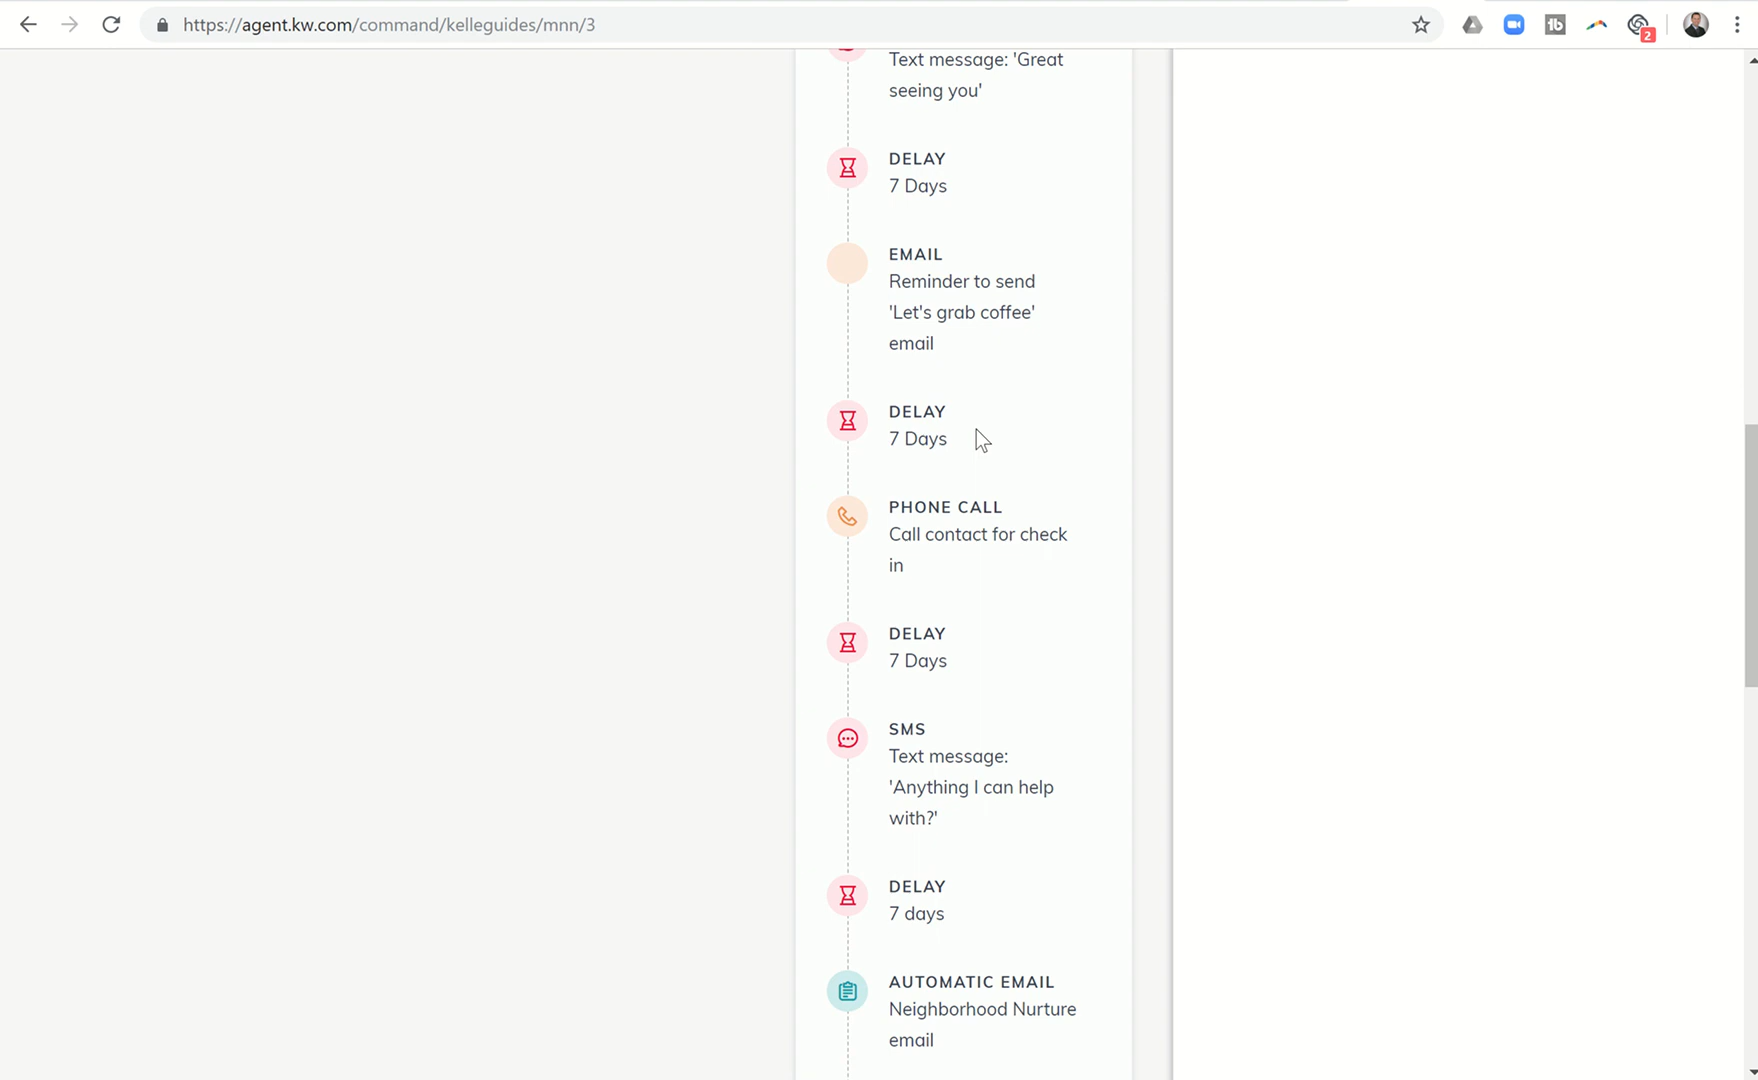 https://agent.kw.com/command/kelleguides/mnn/3
1b
2
Text message: 'Great
seeing you'
DELAY
7 Days
EMAIL
Reminder to send
'Let's grab coffee'
email
DELAY
7 Days
PHONE CALL
Call contact for check
in
DELAY
7 Days
SMS
Text message:
'Anything I can help
with?'
DELAY
7 days
AUTOMATIC EMAIL
Neighborhood Nurture
email